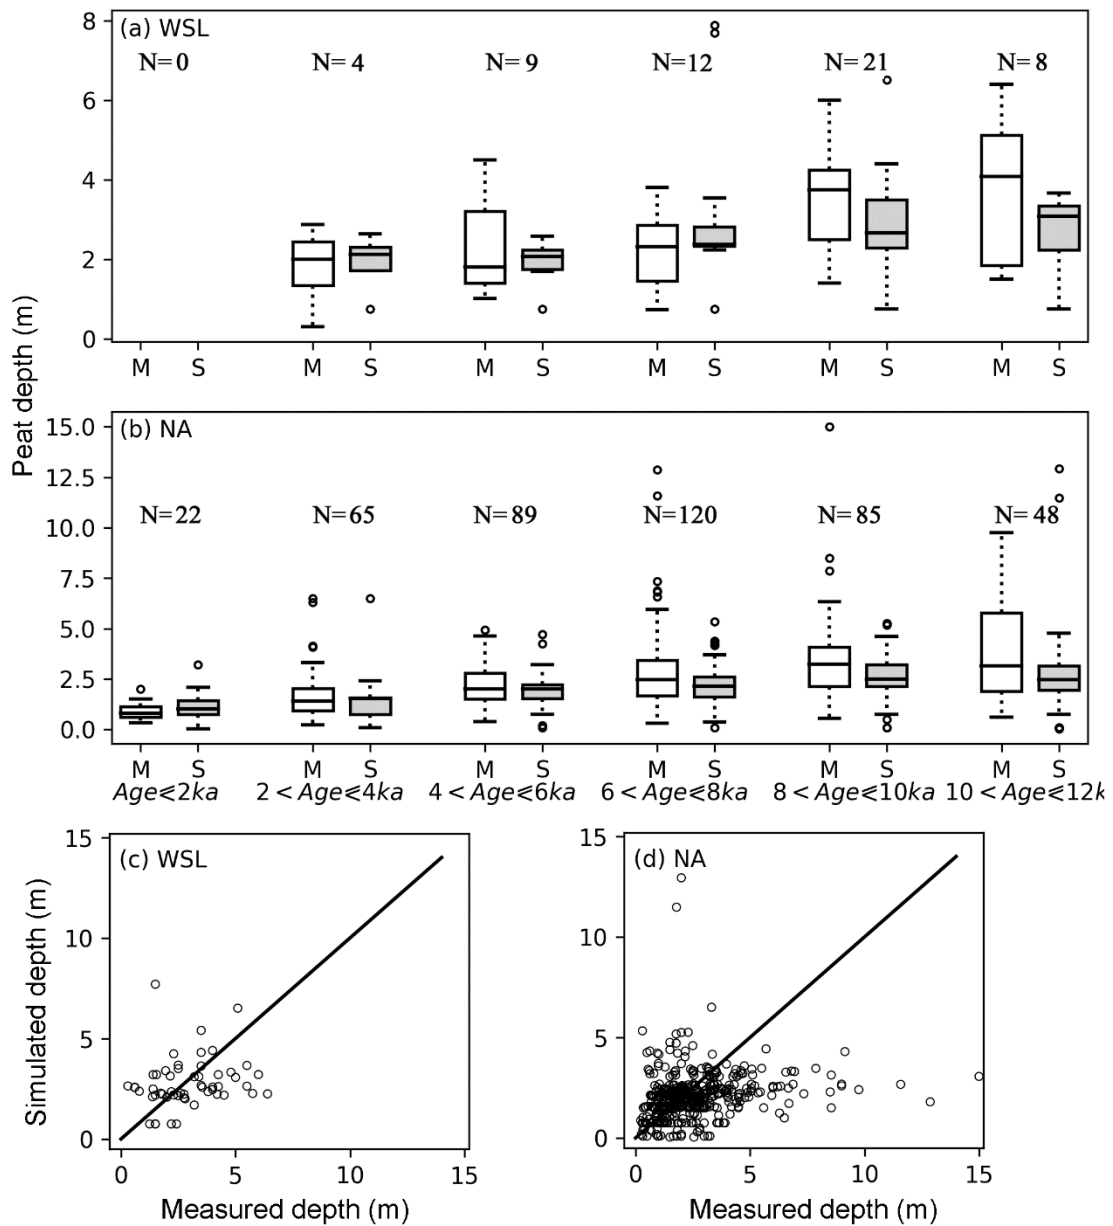 (a) WSL
N=0 N=4 N=9 N=12 N=21 N=8
8
6
4
2
0
M S M S M S M S M S M S
Peat depth (m)
(b) NA
15.0
12.5
10.0
7.5
5.0
2.5
0.0
N=22 N=65 N=89 N=120 N=85 N=48
M S M S M S M S M S M S
Age⩽2ka 2 < Age⩽4ka 4 < Age⩽6ka 6 < Age⩽8ka 8 < Age⩽10ka 10 < Age⩽12k
(c) WSL
15
10
5
0
Simulated depth (m)
0 5 10 15
Measured depth (m)
(d) NA
15
10
5
0
0 5 10 15
Measured depth (m)